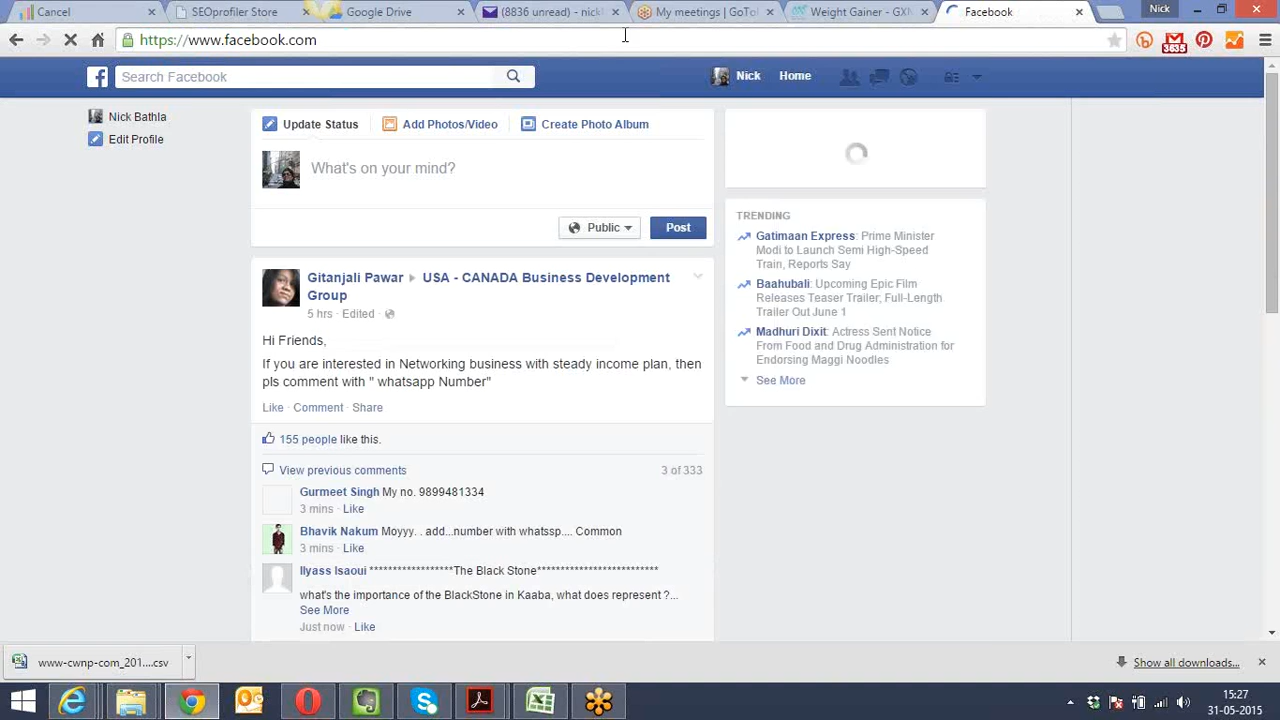 Cancel
SEOprofiler Store
Google Drive
(8836 unread) - nick
My meetings | GoTo
Weight Gainer - GXN
Facebook
Nick
https://www.facebook.com
3635
Search Facebook
Nick
Home
Nick Bathla
Edit Profile
Update Status
Add Photos/Video
Create Photo Album
What's on your mind?
Public
Post
Gitanjali Pawar
USA - CANADA Business Development
Group
5 hrs · Edited ·
Hi Friends,
If you are interested in Networking business with steady income plan, then
pls comment with " whatsapp Number"
Like · Comment · Share
155 people like this.
View previous comments
3 of 333
Gurmeet Singh My no. 9899481334
3 mins · Like
Bhavik Nakum Moyyy. . add...number with whatssp.... Common
3 mins · Like
Ilyass Isaoui ******************The Black Stone**************************
what's the importance of the BlackStone in Kaaba, what does represent ?...
See More
Just now · Like
TRENDING
Gatimaan Express: Prime Minister
Modi to Launch Semi High-Speed
Train, Reports Say
Baahubali: Upcoming Epic Film
Releases Teaser Trailer; Full-Length
Trailer Out June 1
Madhuri Dixit: Actress Sent Notice
From Food and Drug Administration for
Endorsing Maggi Noodles
See More
www-cwnp-com_201....csv
Show all downloads...
15:27
31-05-2015